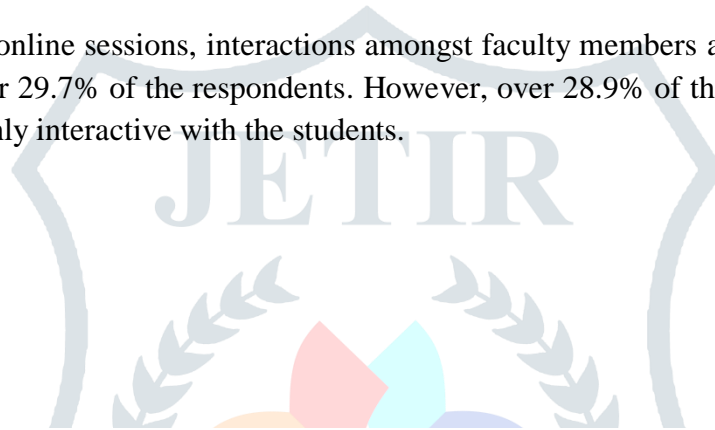 online sessions, interactions amongst faculty members a
r 29.7% of the respondents. However, over 28.9% of th
ly interactive with the students.
JETIR